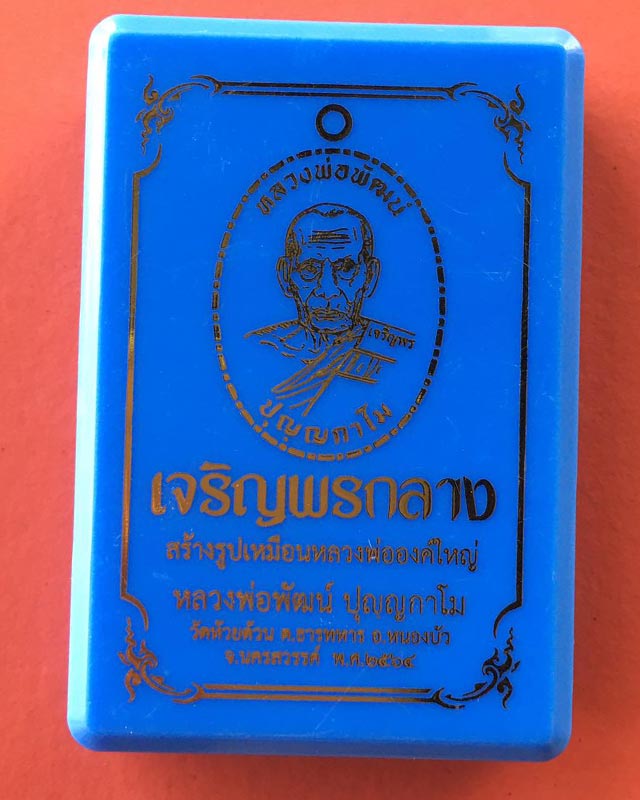 หลวงพ่อพัฒน์
เจริญพร
ปุญฺญกาโม
เจริญพรกลาง
สร้างรูปเหมือนหลวงพ่อองค์ใหญ่
หลวงพ่อพัฒน์ ปุญฺญกาโม
วัดห้วยด้วน ต.ธารทหาร อ.หนองบัว
จ.นครสวรรค์ พ.ศ.๒๕๖๔